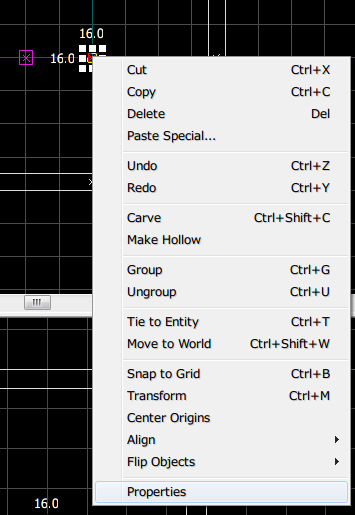 16.0
16.0
Cut Ctrl+X
Copy Ctrl+C
Delete Del
Paste Special...
Undo Ctrl+Z
Redo Ctrl+Y
Carve Ctrl+Shift+C
Make Hollow
Group Ctrl+G
Ungroup Ctrl+U
Tie to Entity Ctrl+T
Move to World Ctrl+Shift+W
Snap to Grid Ctrl+B
Transform Ctrl+M
Center Origins
Align
Flip Objects
Properties
16.0